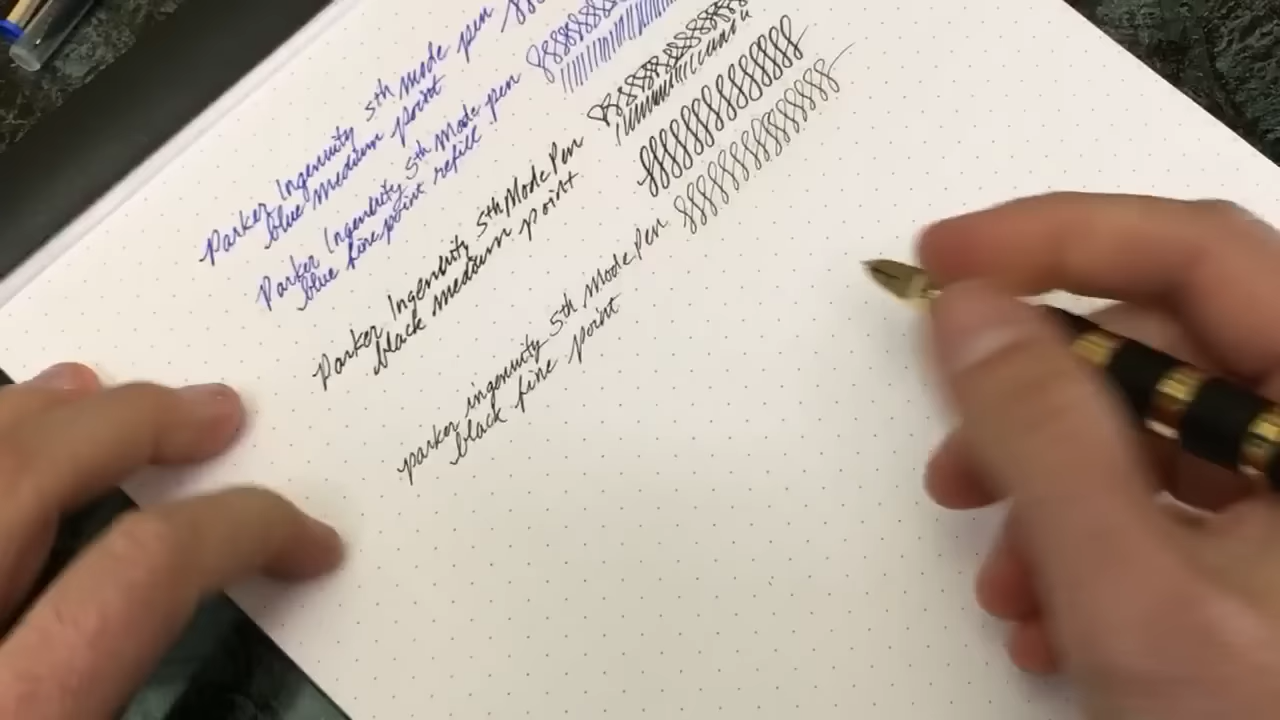 Parker Ingenuity 5th mode pen
blue medium point
Parker Ingenuity 5th Mode pen
blue fine point refill
Parker Ingenuity 5th Mode Pen
black medium point
parker ingenuity 5th Mode Pen
black fine point